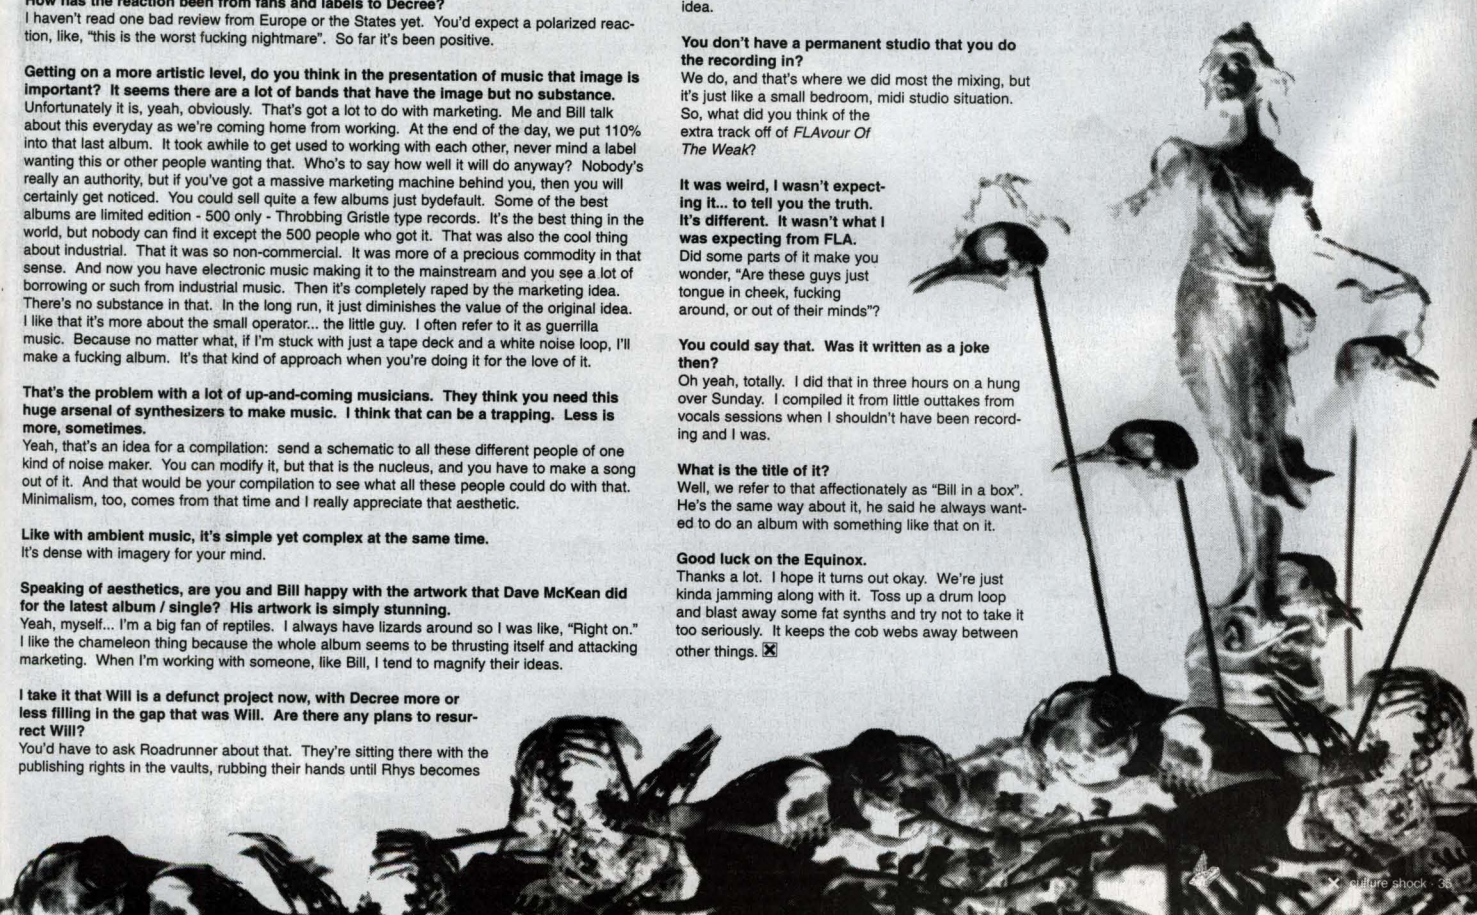 How has the reaction been from fans and labels to Decree?
I haven't read one bad review from Europe or the States yet. You'd expect a polarized reac-
tion, like, “this is the worst fucking nightmare”. So far it's been positive.
Getting on a more artistic level, do you think in the presentation of music that image is
important? It seems there are a lot of bands that have the image but no substance.
Unfortunately it is, yeah, obviously. That's got a lot to do with marketing. Me and Bill talk
about this everyday as we're coming home from working. At the end of the day, we put 110%
into that last album. It took awhile to get used to working with each other, never mind a label
wanting this or other people wanting that. Who's to say how well it will do anyway? Nobody's
really an authority, but if you've got a massive marketing machine behind you, then you will
certainly get noticed. You could sell quite a few albums just bydefault. Some of the best
albums are limited edition - 500 only - Throbbing Gristle type records. It's the best thing in the
world, but nobody can find it except the 500 people who got it. That was also the cool thing
about industrial. That it was so non-commercial. It was more of a precious commodity in that
sense. And now you have electronic music making it to the mainstream and you see a lot of
borrowing or such from industrial music. Then it's completely raped by the marketing idea.
There's no substance in that. In the long run, it just diminishes the value of the original idea.
I like that it's more about the small operator... the little guy. I often refer to it as guerrilla
music. Because no matter what, if I'm stuck with just a tape deck and a white noise loop, I'll
make a fucking album. It's that kind of approach when you're doing it for the love of it.
That's the problem with a lot of up-and-coming musicians. They think you need this
huge arsenal of synthesizers to make music. I think that can be a trapping. Less is
more, sometimes.
Yeah, that's an idea for a compilation: send a schematic to all these different people of one
kind of noise maker. You can modify it, but that is the nucleus, and you have to make a song
out of it. And that would be your compilation to see what all these people could do with that.
Minimalism, too, comes from that time and I really appreciate that aesthetic.
Like with ambient music, it's simple yet complex at the same time.
It's dense with imagery for your mind.
Speaking of aesthetics, are you and Bill happy with the artwork that Dave McKean did
for the latest album / single? His artwork is simply stunning.
Yeah, myself... I'm a big fan of reptiles. I always have lizards around so I was like, “Right on.”
I like the chameleon thing because the whole album seems to be thrusting itself and attacking
marketing. When I'm working with someone, like Bill, I tend to magnify their ideas.
I take it that Will is a defunct project now, with Decree more or
less filling in the gap that was Will. Are there any plans to resur-
rect Will?
You'd have to ask Roadrunner about that. They're sitting there with the
publishing rights in the vaults, rubbing their hands until Rhys becomes
idea.
You don't have a permanent studio that you do
the recording in?
We do, and that's where we did most the mixing, but
it's just like a small bedroom, midi studio situation.
So, what did you think of the
extra track off of FLAvour Of
The Weak?
It was weird, I wasn't expect-
ing it... to tell you the truth.
It's different. It wasn't what I
was expecting from FLA.
Did some parts of it make you
wonder, “Are these guys just
tongue in cheek, fucking
around, or out of their minds”?
You could say that. Was it written as a joke
then?
Oh yeah, totally. I did that in three hours on a hung
over Sunday. I compiled it from little outtakes from
vocals sessions when I shouldn't have been record-
ing and I was.
What is the title of it?
Well, we refer to that affectionately as “Bill in a box”.
He's the same way about it, he said he always want-
ed to do an album with something like that on it.
Good luck on the Equinox.
Thanks a lot. I hope it turns out okay. We're just
kinda jamming along with it. Toss up a drum loop
and blast away some fat synths and try not to take it
too seriously. It keeps the cob webs away between
other things.
culture shock - 35